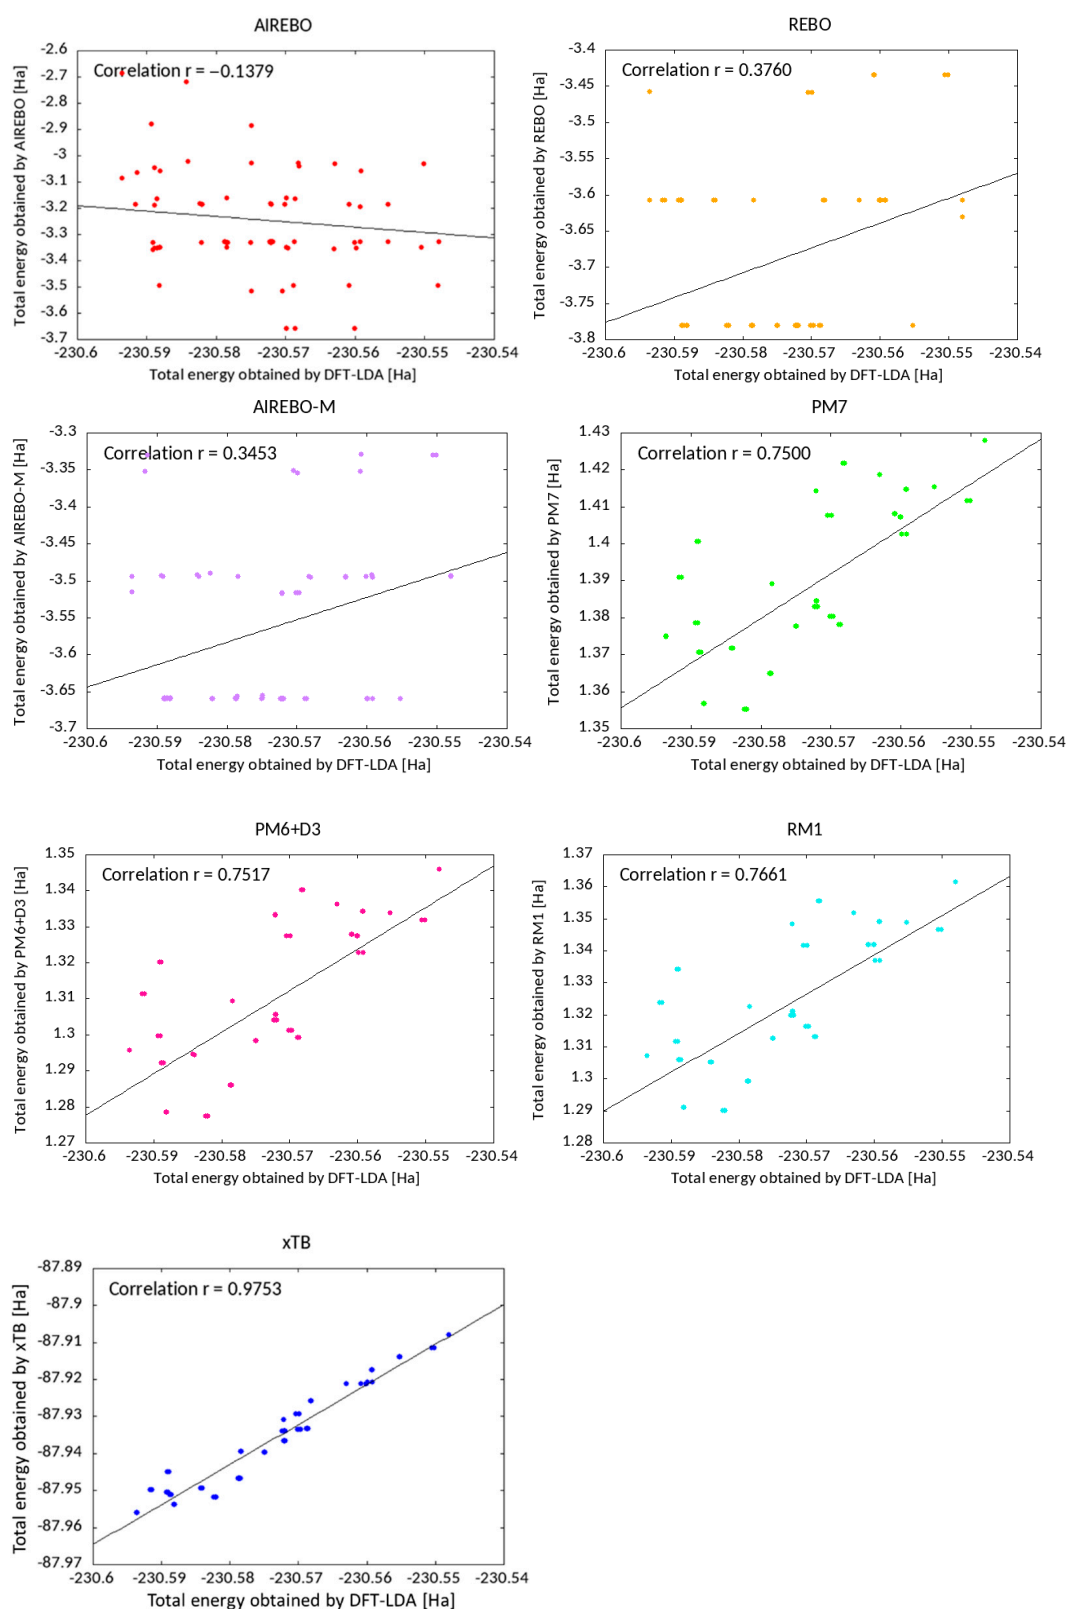 AIREBO
Correlation r = −0.1379
Total energy obtained by AIREBO [Ha]
-2.6
-2.7
-2.8
-2.9
-3
-3.1
-3.2
-3.3
-3.4
-3.5
-3.6
-3.7
-230.6 -230.59 -230.58 -230.57 -230.56 -230.55 -230.54
Total energy obtained by DFT-LDA [Ha]
REBO
Correlation r = 0.3760
Total energy obtained by REBO [Ha]
-3.4
-3.45
-3.5
-3.55
-3.6
-3.65
-3.7
-3.75
-3.8
-230.6 -230.59 -230.58 -230.57 -230.56 -230.55 -230.54
Total energy obtained by DFT-LDA [Ha]
AIREBO-M
Correlation r = 0.3453
Total energy obtained by AIREBO-M [Ha]
-3.3
-3.35
-3.4
-3.45
-3.5
-3.55
-3.6
-3.65
-3.7
-230.6 -230.59 -230.58 -230.57 -230.56 -230.55 -230.54
Total energy obtained by DFT-LDA [Ha]
PM7
Correlation r = 0.7500
Total energy obtained by PM7 [Ha]
1.43
1.42
1.41
1.4
1.39
1.38
1.37
1.36
1.35
-230.6 -230.59 -230.58 -230.57 -230.56 -230.55 -230.54
Total energy obtained by DFT-LDA [Ha]
PM6+D3
Correlation r = 0.7517
Total energy obtained by PM6+D3 [Ha]
1.35
1.34
1.33
1.32
1.31
1.3
1.29
1.28
1.27
-230.6 -230.59 -230.58 -230.57 -230.56 -230.55 -230.54
Total energy obtained by DFT-LDA [Ha]
RM1
Correlation r = 0.7661
Total energy obtained by RM1 [Ha]
1.37
1.36
1.35
1.34
1.33
1.32
1.31
1.3
1.29
1.28
-230.6 -230.59 -230.58 -230.57 -230.56 -230.55 -230.54
Total energy obtained by DFT-LDA [Ha]
xTB
Correlation r = 0.9753
Total energy obtained by xTB [Ha]
-87.89
-87.9
-87.91
-87.92
-87.93
-87.94
-87.95
-87.96
-87.97
-230.6 -230.59 -230.58 -230.57 -230.56 -230.55 -230.54
Total energy obtained by DFT-LDA [Ha]